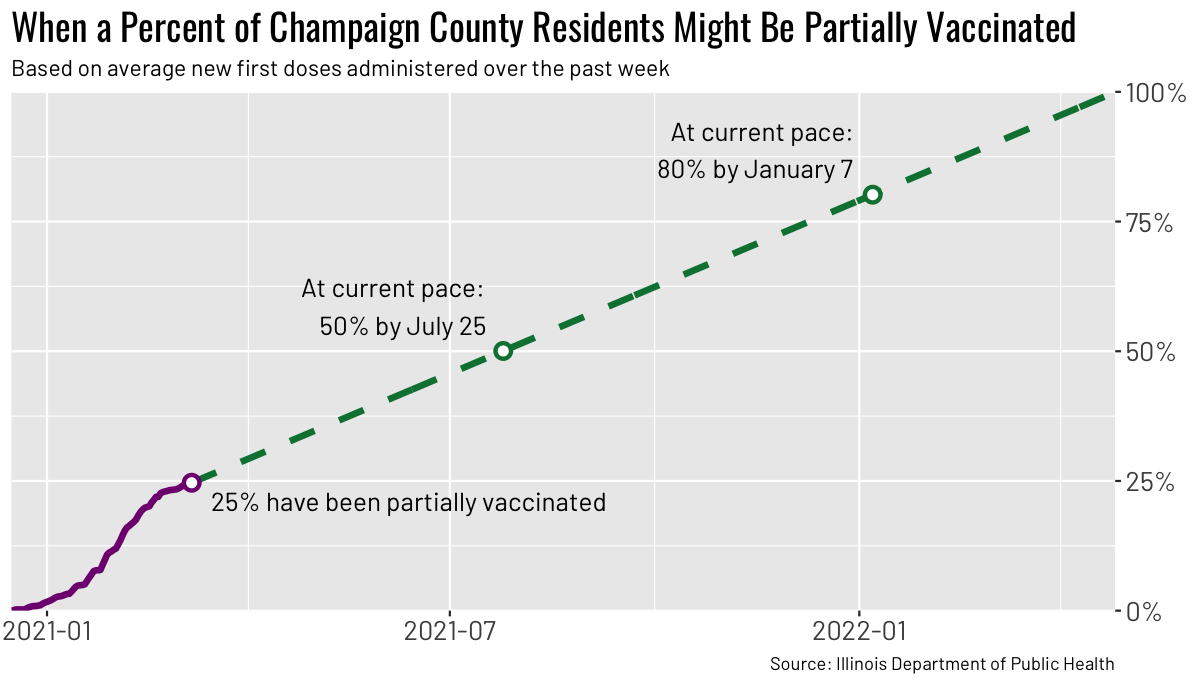 When a Percent of Champaign County Residents Might Be Partially Vaccinated
Based on average new first doses administered over the past week
100%
At current pace:
80% by January 7
75%
At current pace:
50% by July 25
50%
25%
25% have been partially vaccinated
0%
2021-01
2021-07
2022-01
Source: Illinois Department of Public Health